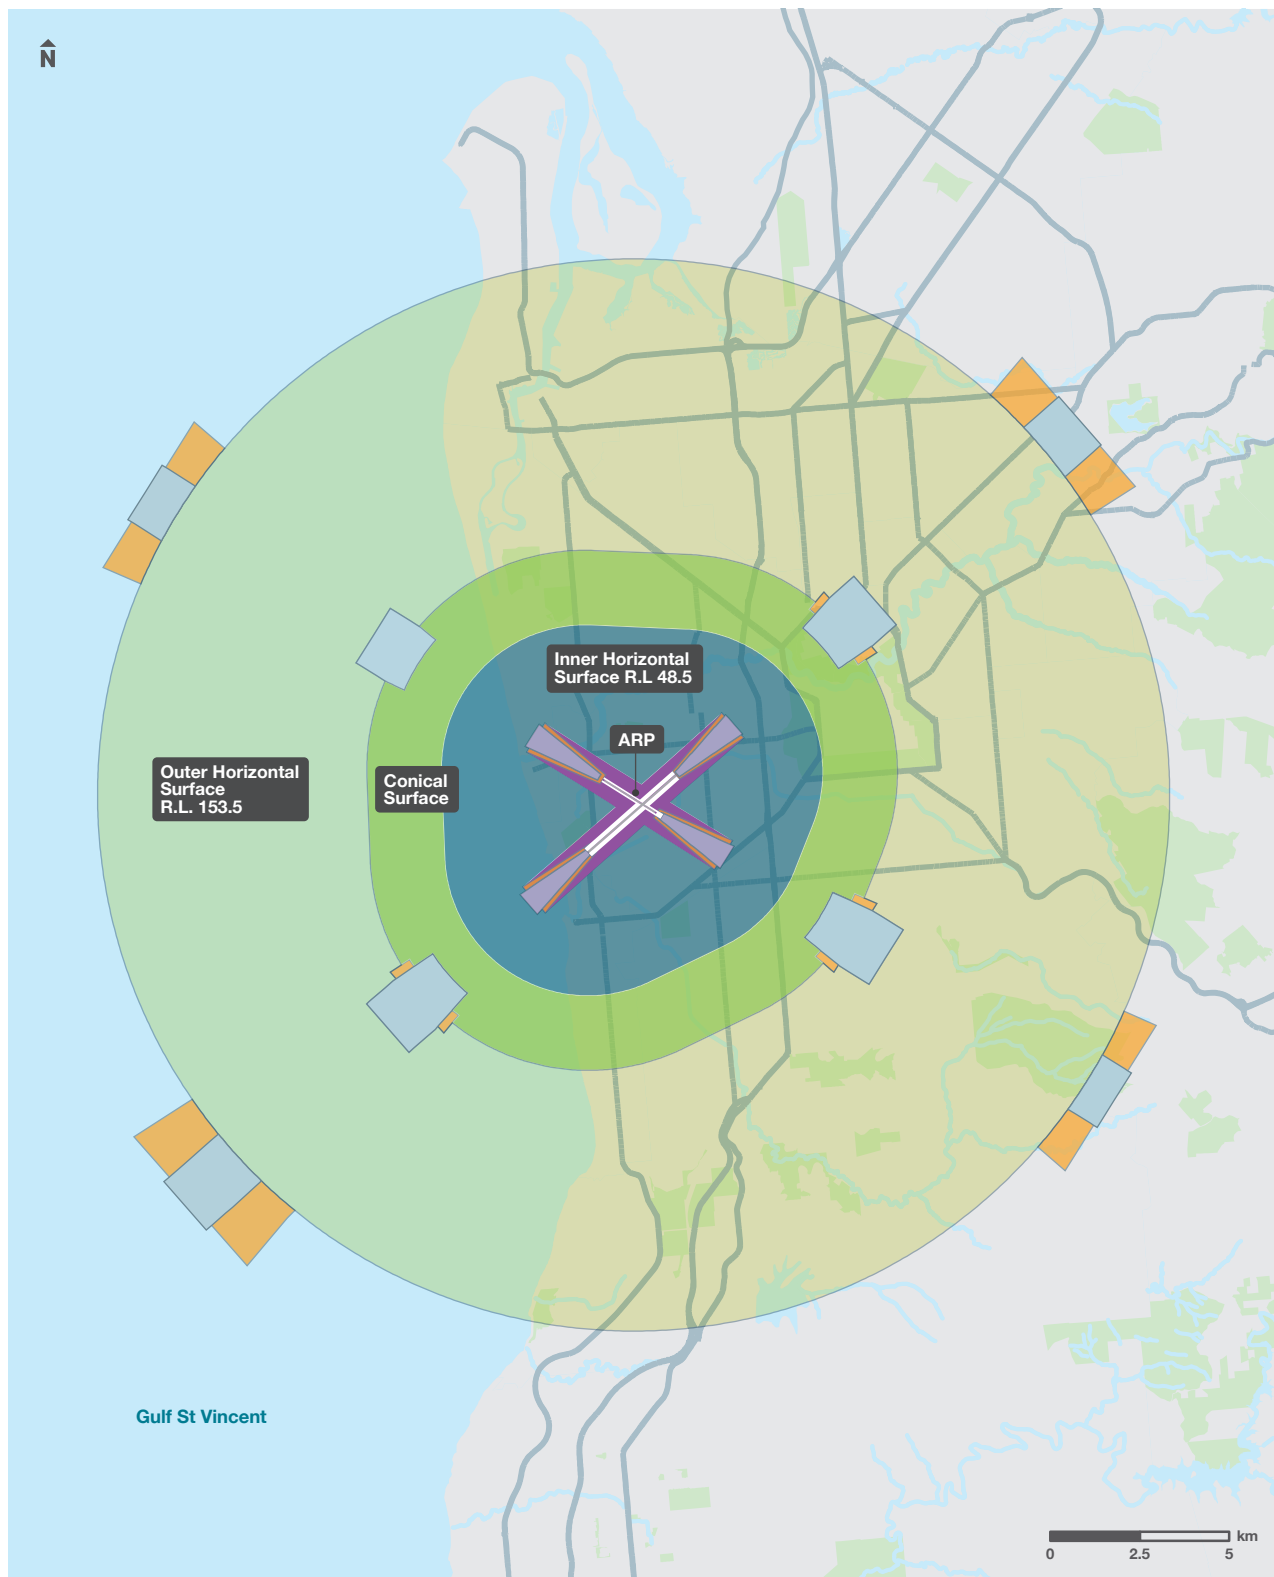 N
Inner Horizontal
Surface R.L 48.5
ARP
Outer Horizontal
Surface
R.L. 153.5
Conical
Surface
Gulf St Vincent
km
0 2.5 5